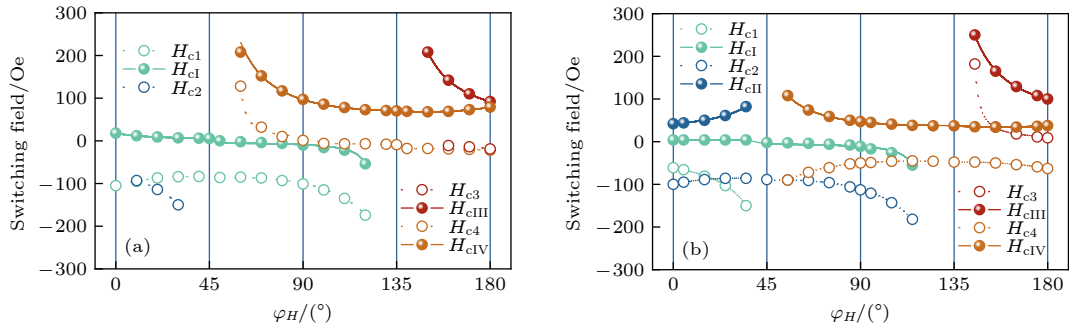 300
200
100
0
−100
−200
−300
Switching field/Oe
H_c1
H_cI
H_c2
H_c3
H_cIII
H_c4
H_cIV
(a)
0 45 90 135 180
φ_H/(°)
300
200
100
0
−100
−200
−300
Switching field/Oe
H_c1
H_cI
H_c2
H_cII
H_c3
H_cIII
H_c4
H_cIV
(b)
0 45 90 135 180
φ_H/(°)